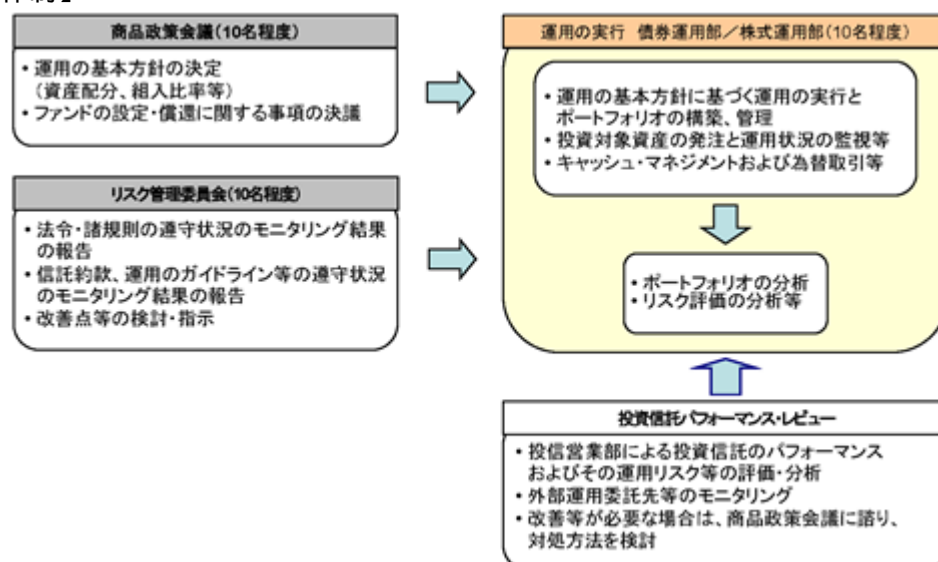 商品政策会議(10名程度)
・運用の基本方針の決定
(資産配分、組入比率等)
・ファンドの設定・償還に関する事項の決議
リスク管理委員会(10名程度)
・法令・諸規則の遵守状況のモニタリング結果
の報告
・信託約款、運用のガイドライン等の遵守状況
のモニタリング結果の報告
・改善点等の検討・指示
運用の実行 債券運用部/株式運用部(10名程度)
・運用の基本方針に基づく運用の実行と
ポートフォリオの構築、管理
・投資対象資産の発注と運用状況の監視等
・キャッシュ・マネジメントおよび為替取引等
・ポートフォリオの分析
・リスク評価の分析等
投資信託パフォーマンス・レビュー
・投信営業部による投資信託のパフォーマンス
およびその運用リスク等の評価・分析
・外部運用委託先等のモニタリング
・改善等が必要な場合は、商品政策会議に諮り、
対処方法を検討